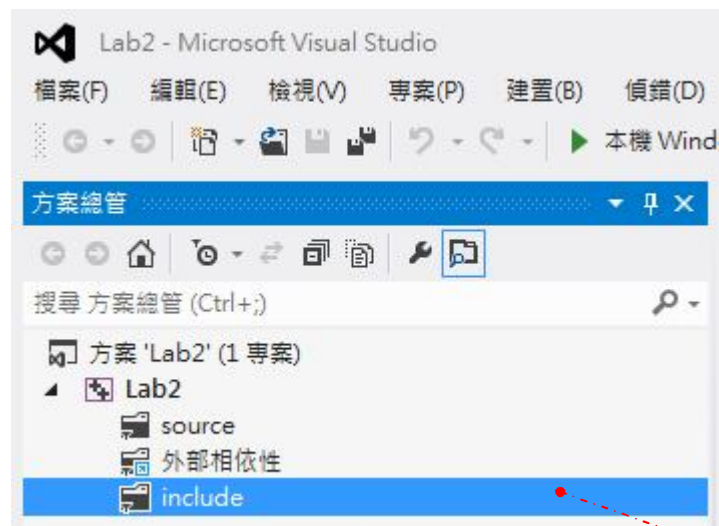 Lab2 - Microsoft Visual Studio
檔案(F) 編輯(E) 檢視(V) 專案(P) 建置(B) 偵錯(D)
本機 Wind
方案總管
搜尋 方案總管 (Ctrl+;)
方案 'Lab2' (1 專案)
Lab2
source
外部相依性
include